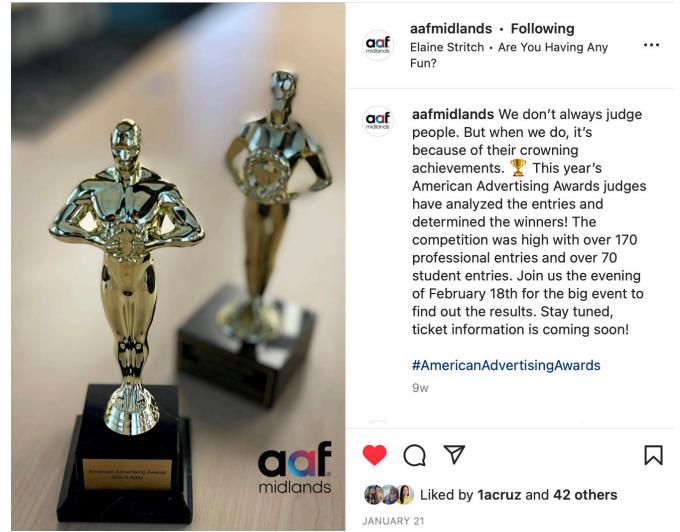 American Advertising Awards
GOLD Addy
aaf
midlands
aaf
midlands
aafmidlands • Following
Elaine Stritch • Are You Having Any
Fun?
aaf
midlands
aafmidlands We don’t always judge
people. But when we do, it’s
because of their crowning
achievements. 🏆 This year’s
American Advertising Awards judges
have analyzed the entries and
determined the winners! The
competition was high with over 170
professional entries and over 70
student entries. Join us the evening
of February 18th for the big event to
find out the results. Stay tuned,
ticket information is coming soon!
#AmericanAdvertisingAwards
9w
Liked by 1acruz and 42 others
JANUARY 21